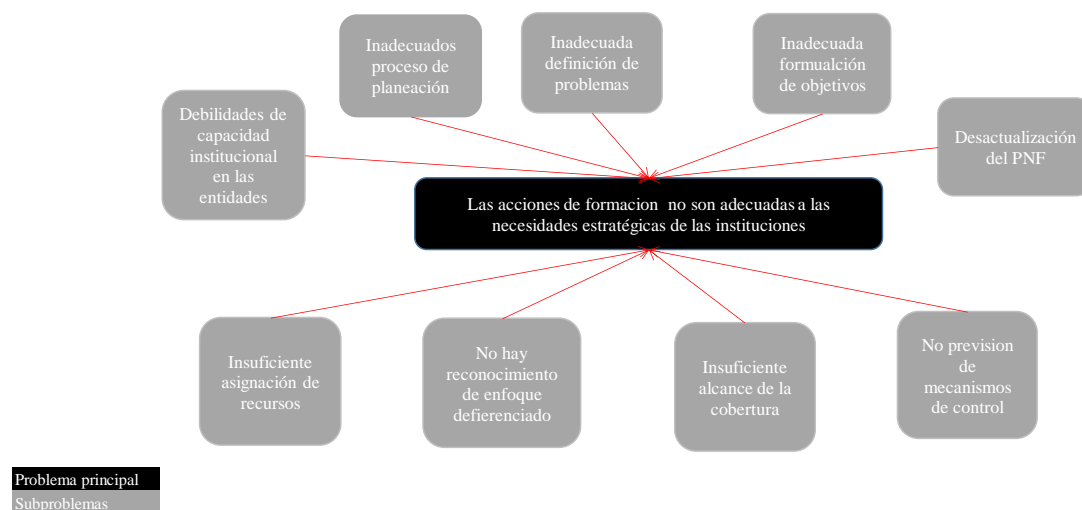 Inadecuados
proceso de
planeación
Inadecuada
definición de
problemas
Inadecuada
formualción
de objetivos
Debilidades de
capacidad
institucional
en las
entidades
Desactualización
del PNF
Las acciones de formacion no son adecuadas a las
necesidades estratégicas de las instituciones
Insuficiente
asignación de
recursos
No hay
reconocimiento
de enfoque
defierenciado
Insuficiente
alcance de la
cobertura
No prevision
de
mecanismos
de control
Problema principal
Subproblemas